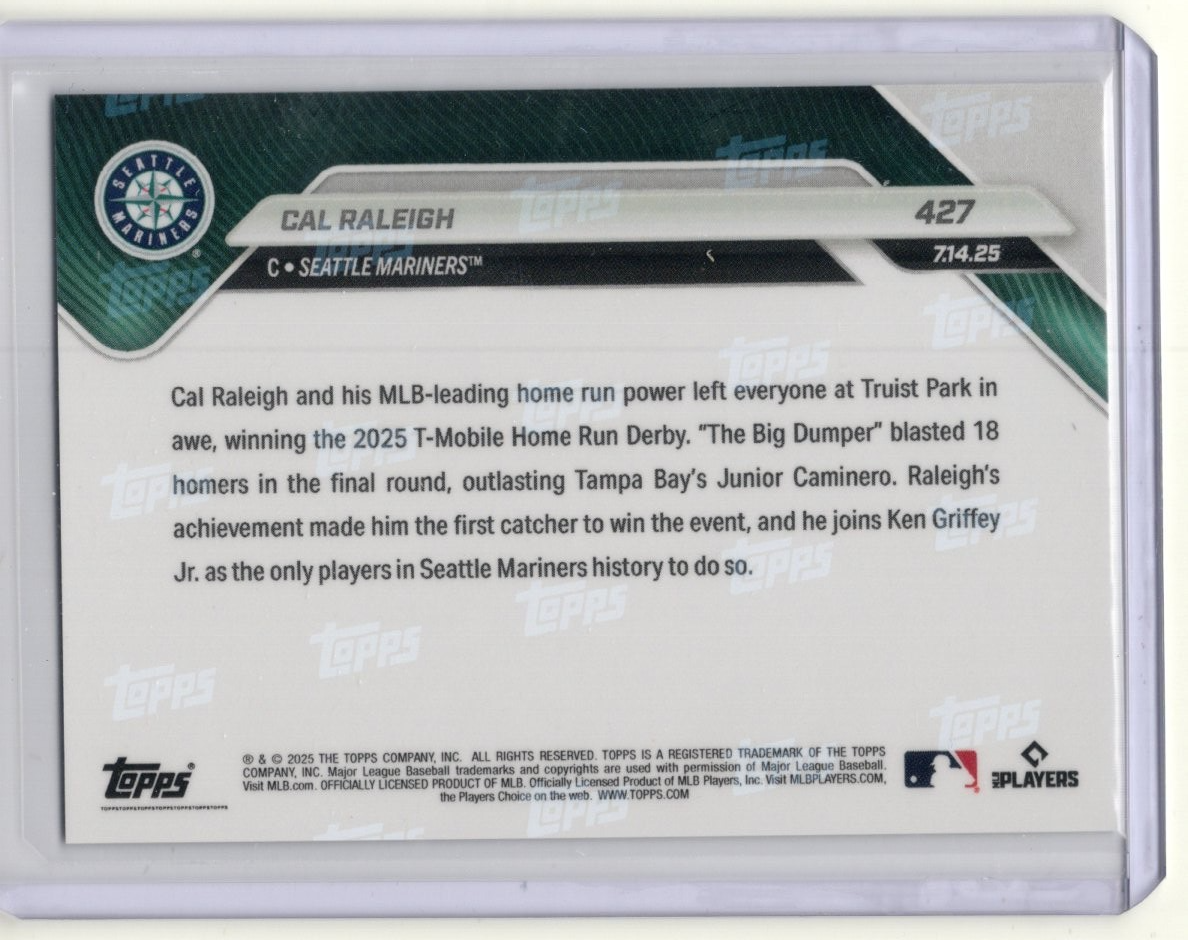 SEATTLE
MARINERS
®
CAL RALEIGH
427
C • SEATTLE MARINERS™
7.14.25
Cal Raleigh and his MLB-leading home run power left everyone at Truist Park in
awe, winning the 2025 T-Mobile Home Run Derby. "The Big Dumper" blasted 18
homers in the final round, outlasting Tampa Bay's Junior Caminero. Raleigh's
achievement made him the first catcher to win the event, and he joins Ken Griffey
Jr. as the only players in Seattle Mariners history to do so.
Topps®
TOPPSTOPPSTOPPSTOPPSTOPPSTOPPSTOPPS
® & © 2025 THE TOPPS COMPANY, INC. ALL RIGHTS RESERVED. TOPPS IS A REGISTERED TRADEMARK OF THE TOPPS
COMPANY, INC. Major League Baseball trademarks and copyrights are used with permission of Major League Baseball.
Visit MLB.com. OFFICIALLY LICENSED PRODUCT OF MLB. Officially Licensed Product of MLB Players, Inc. Visit MLBPLAYERS.COM,
the Players Choice on the web. WWW.TOPPS.COM
MLB PLAYERS